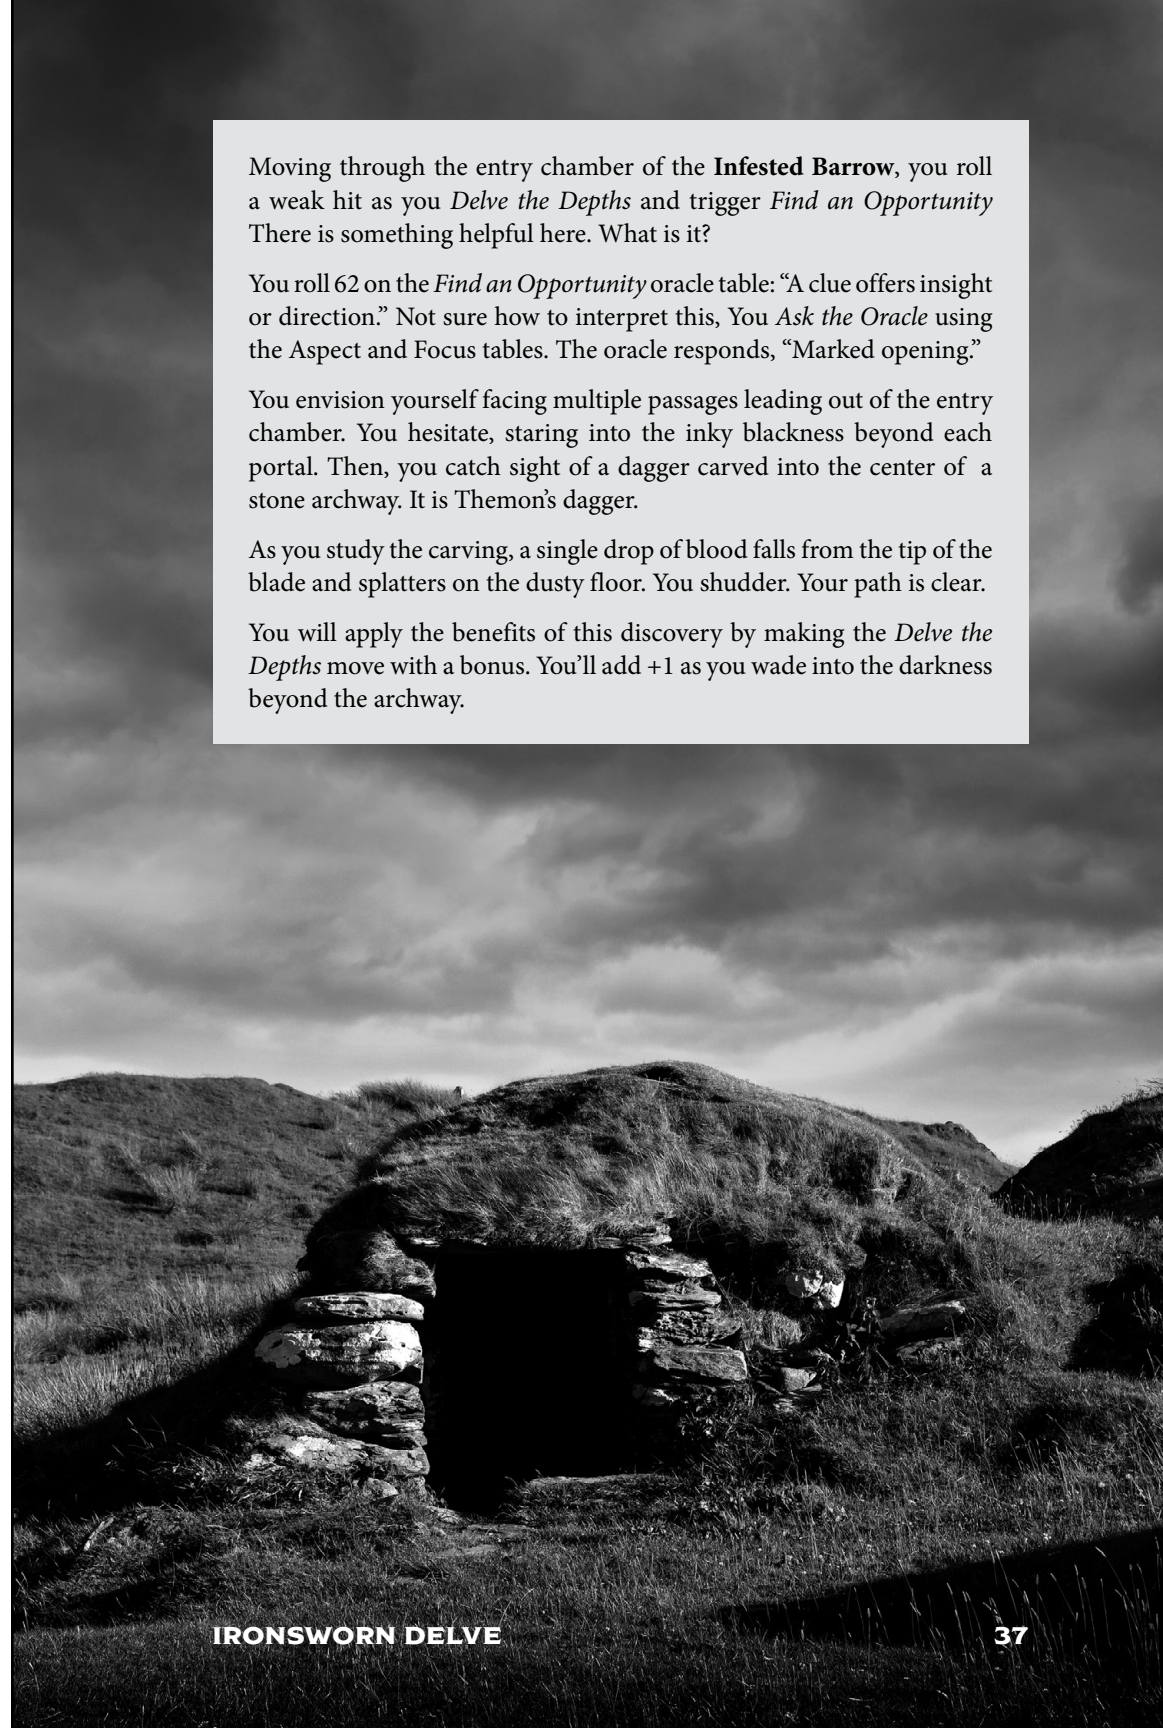 Moving through the entry chamber of the Infested Barrow, you roll
a weak hit as you Delve the Depths and trigger Find an Opportunity
There is something helpful here. What is it?
You roll 62 on the Find an Opportunity oracle table: “A clue offers insight
or direction.” Not sure how to interpret this, You Ask the Oracle using
the Aspect and Focus tables. The oracle responds, “Marked opening.”
You envision yourself facing multiple passages leading out of the entry
chamber. You hesitate, staring into the inky blackness beyond each
portal. Then, you catch sight of a dagger carved into the center of a
stone archway. It is Themon’s dagger.
As you study the carving, a single drop of blood falls from the tip of the
blade and splatters on the dusty floor. You shudder. Your path is clear.
You will apply the benefits of this discovery by making the Delve the
Depths move with a bonus. You’ll add +1 as you wade into the darkness
beyond the archway.
IRONSWORN DELVE
37